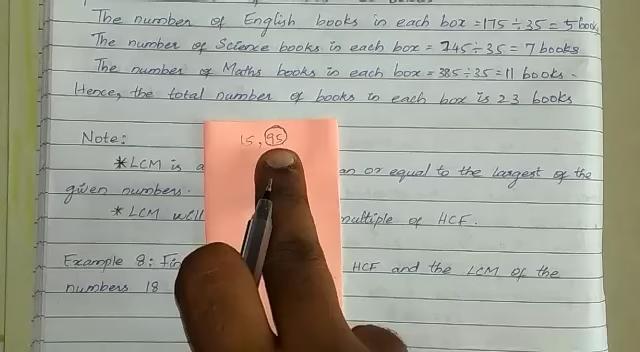 The number of English books in each box = 175 ÷ 35 = 5 books
The number of Science books in each box = 245 ÷ 35 = 7 books
The number of Maths books in each box = 385 ÷ 35 = 11 books.
Hence, the total number of books in each box is 23 books
Note:
15, 95
* LCM is an or equal to the largest of the
given numbers.
* LCM will multiple of HCF.
Example 8: HCF and the LCM of the
numbers 18